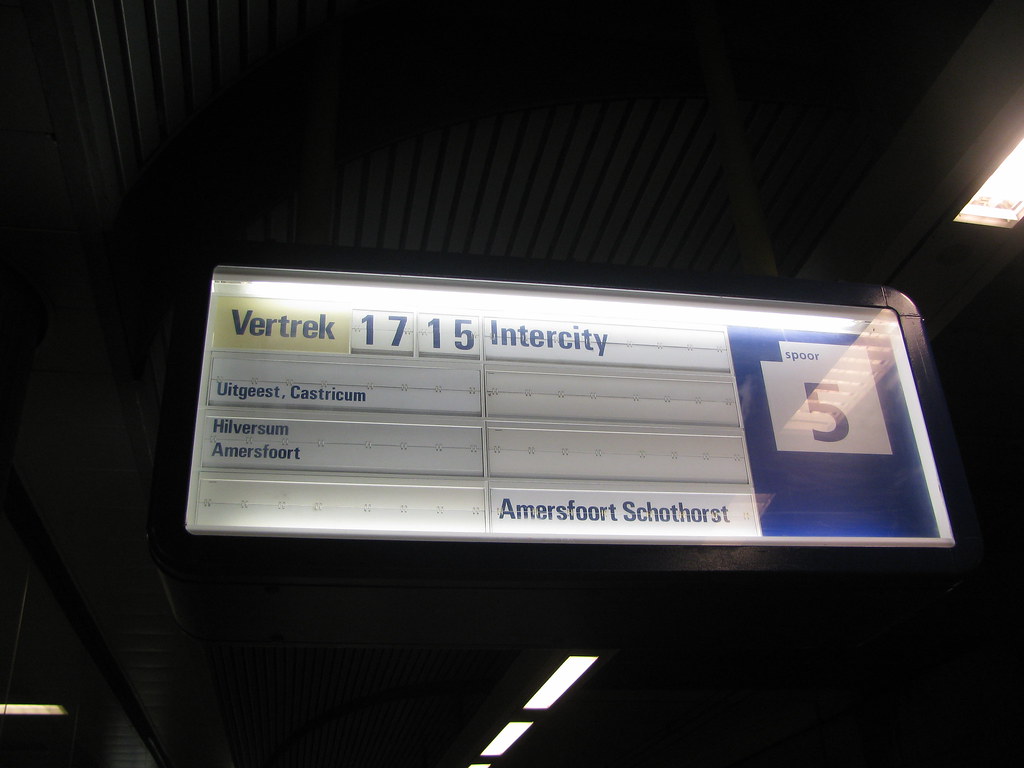 Vertrek 17 15 Intercity
spoor
5
Uitgeest, Castricum
Hilversum
Amersfoort
Amersfoort Schothorst